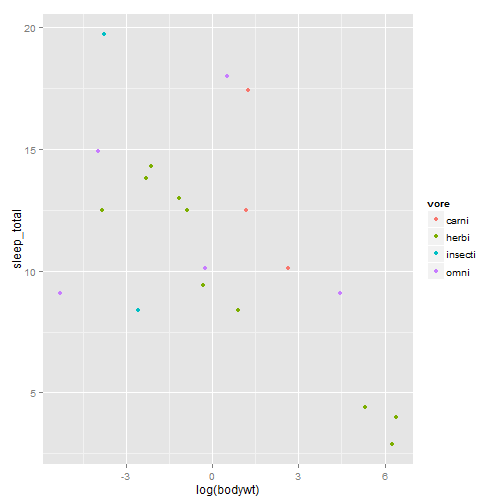 20
15
10
5
sleep_total
-3 0 3 6
log(bodywt)
vore
carni
herbi
insecti
omni